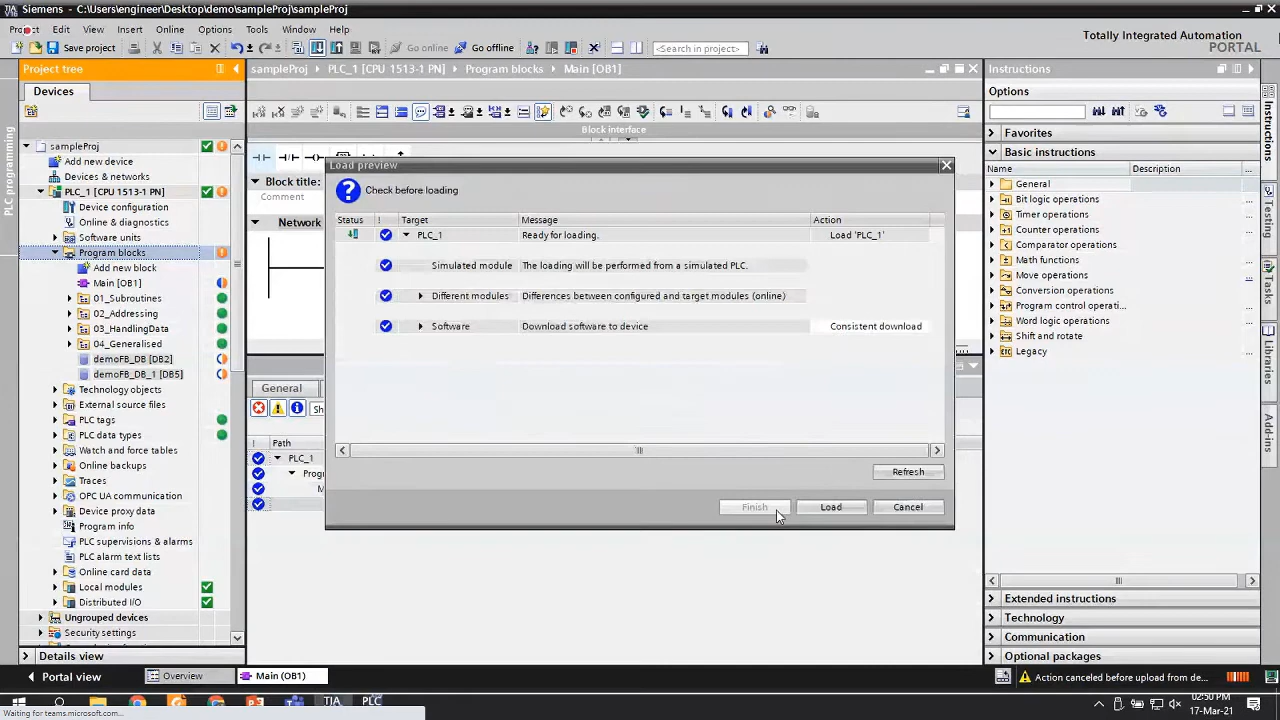 Siemens - C:\Users\engineer\Desktop\demo\sampleProj\sampleProj
Project Edit View Insert Online Options Tools Window Help
Totally Integrated Automation
PORTAL
Save project
Go online
Go offline
<Search in project>
Project tree
Devices
PLC programming
sampleProj
Add new device
Devices & networks
PLC_1 [CPU 1513-1 PN]
Device configuration
Online & diagnostics
Software units
Program blocks
Add new block
Main [OB1]
01_Subroutines
02_Addressing
03_HandlingData
04_Generalised
demoFB_DB [DB2]
demoFB_DB_1 [DB5]
Technology objects
External source files
PLC tags
PLC data types
Watch and force tables
Online backups
Traces
OPC UA communication
Device proxy data
Program info
PLC supervisions & alarms
PLC alarm text lists
Online card data
Local modules
Distributed I/O
Ungrouped devices
Security settings
Details view
sampleProj PLC_1 [CPU 1513-1 PN] Program blocks Main [OB1]
Block interface
Block title:
Comment
Network
General
Sh
! Path
PLC_1
Progr
M
Load preview
Check before loading
Status ! Target Message Action
PLC_1 Ready for loading. Load 'PLC_1'
Simulated module The loading will be performed from a simulated PLC.
Different modules Differences between configured and target modules (online)
Software Download software to device Consistent download
Refresh
Finish Load Cancel
Instructions
Options
Favorites
Basic instructions
Name Description
General
Bit logic operations ...
Timer operations ...
Counter operations ...
Comparator operations
Math functions ...
Move operations ...
Conversion operations
Program control operati...
Word logic operations ...
Shift and rotate
Legacy ...
Extended instructions
Technology
Communication
Optional packages
Instructions
Testing
Tasks
Libraries
Add-ins
Portal view
Overview
Main (OB1)
Action canceled before upload from de...
Waiting for teams.microsoft.com...
02:50 PM
17-Mar-21